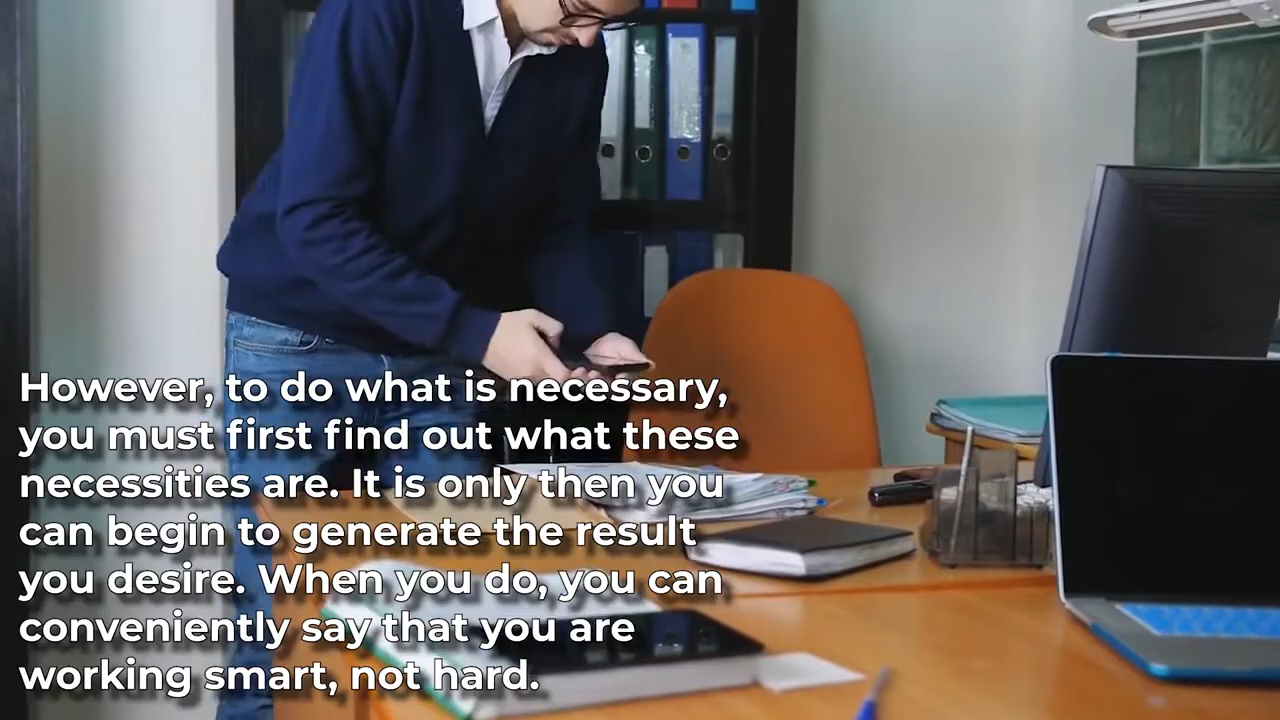 However, to do what is necessary,
you must first find out what these
necessities are. It is only then you
can begin to generate the result
you desire. When you do, you can
conveniently say that you are
working smart, not hard.